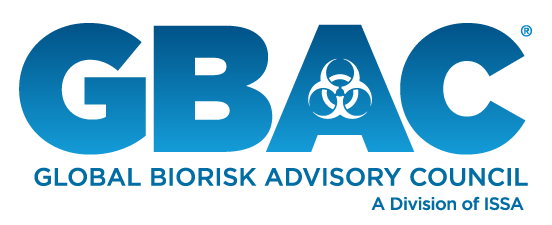 GBAC®
GLOBAL BIORISK ADVISORY COUNCIL
A Division of ISSA